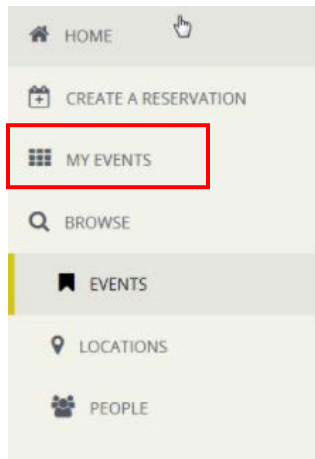 HOME
CREATE A RESERVATION
MY EVENTS
BROWSE
EVENTS
LOCATIONS
PEOPLE